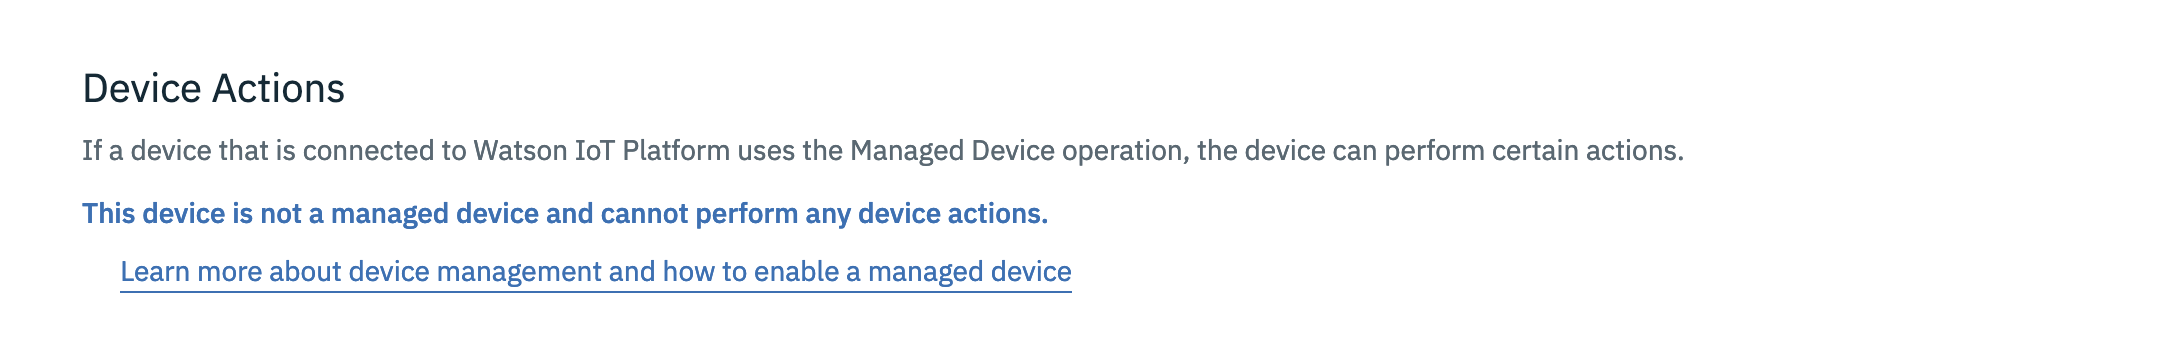 Device Actions
If a device that is connected to Watson IoT Platform uses the Managed Device operation, the device can perform certain actions.
This device is not a managed device and cannot perform any device actions.
Learn more about device management and how to enable a managed device